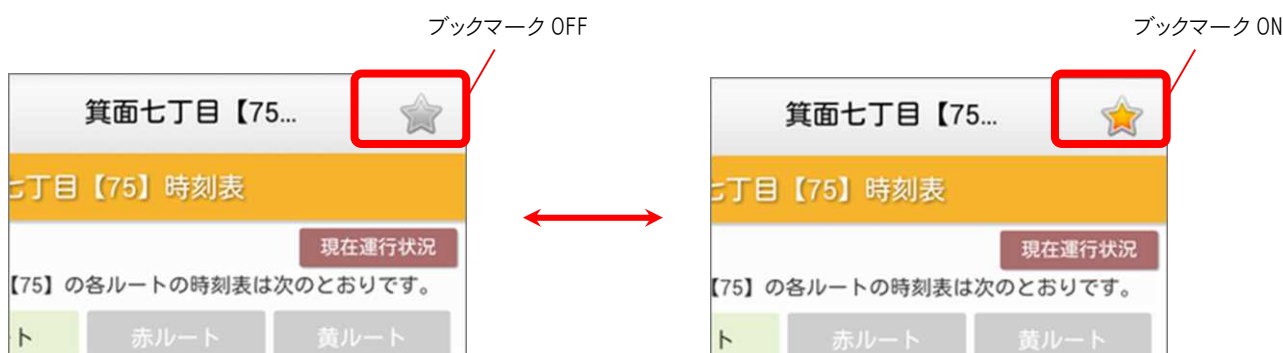 ブックマーク OFF
箕面七丁目【75...
七丁目【75】時刻表
現在運行状況
【75】の各ルートの時刻表は次のとおりです。
ト
赤ルート
黄ルート
ブックマーク ON
箕面七丁目【75...
七丁目【75】時刻表
現在運行状況
【75】の各ルートの時刻表は次のとおりです。
ト
赤ルート
黄ルート